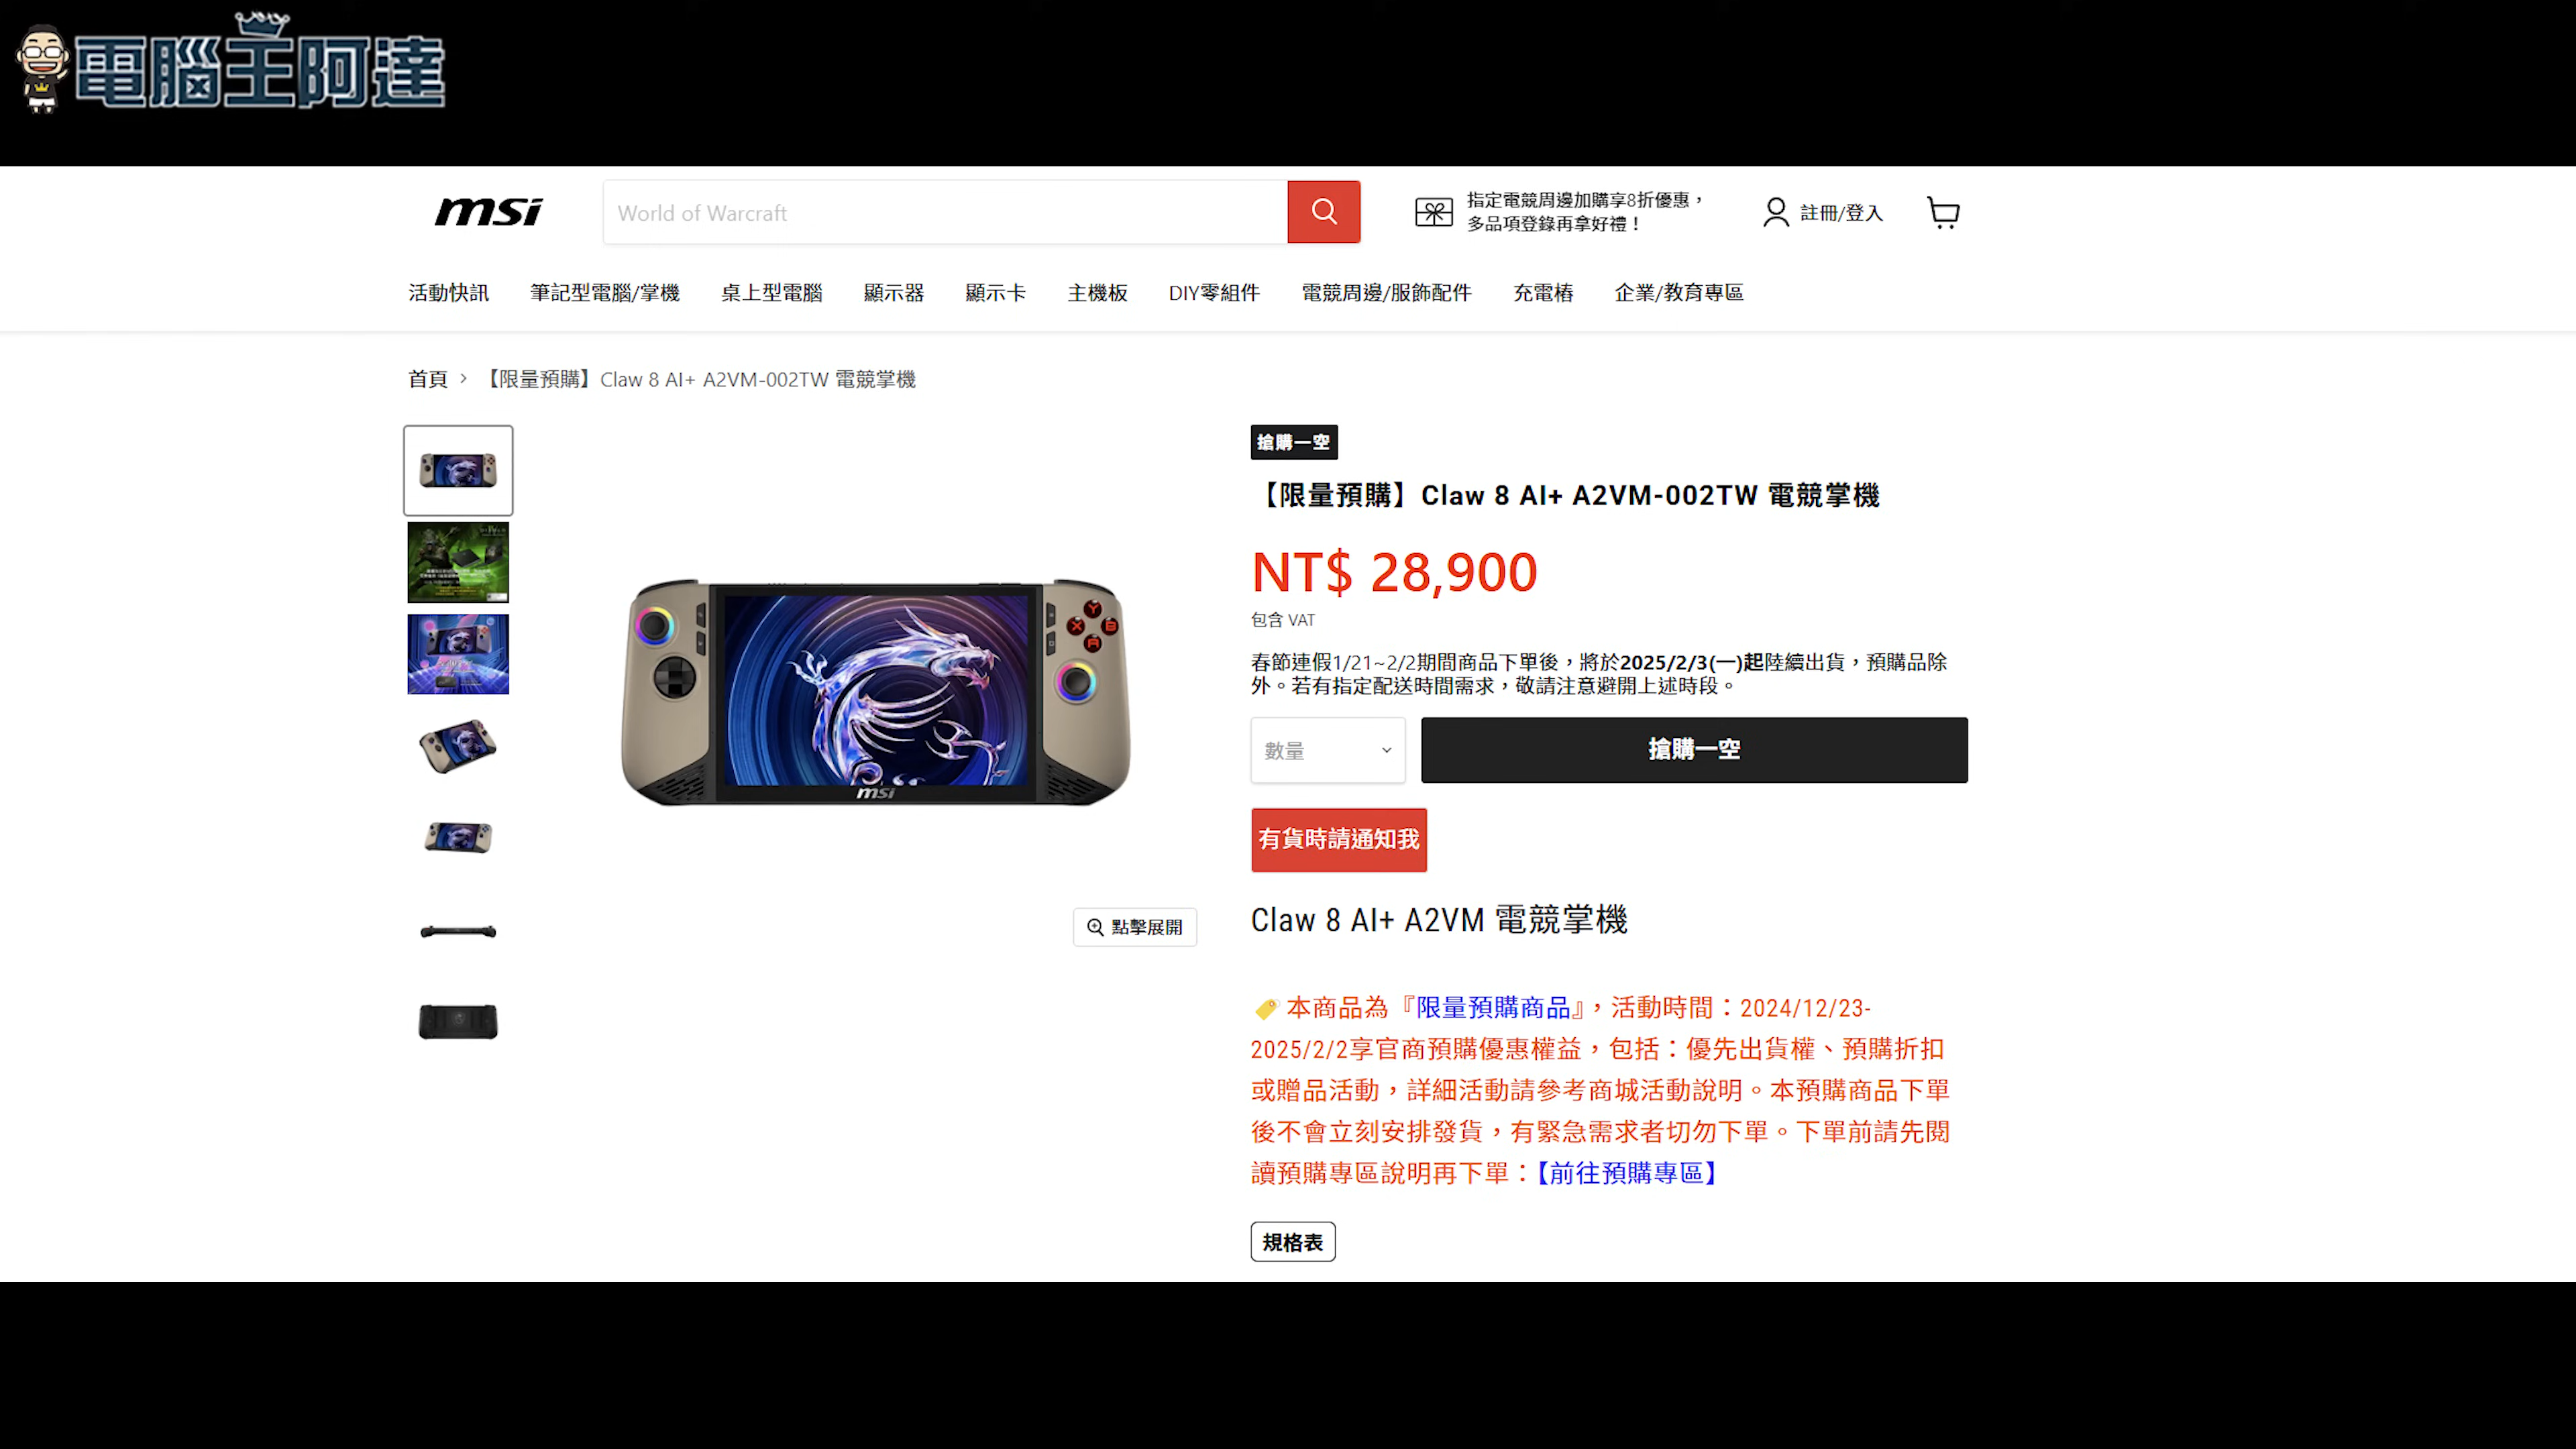 電腦王阿達
msi
World of Warcraft
指定電競周邊加購享8折優惠，
多品項登錄再拿好禮！
註冊/登入
活動快訊 筆記型電腦/掌機 桌上型電腦 顯示器 顯示卡 主機板 DIY零組件 電競周邊/服飾配件 充電樁 企業/教育專區
首頁 > 【限量預購】Claw 8 AI+ A2VM-002TW 電競掌機
搶購一空
【限量預購】Claw 8 AI+ A2VM-002TW 電競掌機
NT$ 28,900
包含 VAT
春節連假1/21~2/2期間商品下單後，將於2025/2/3(一)起陸續出貨，預購品除
外。若有指定配送時間需求，敬請注意避開上述時段。
數量
搶購一空
有貨時請通知我
Y
X B
A
msi
點擊展開
Claw 8 AI+ A2VM 電競掌機
本商品為『限量預購商品』，活動時間：2024/12/23-
2025/2/2享官商預購優惠權益，包括：優先出貨權、預購折扣
或贈品活動，詳細活動請參考商城活動說明。本預購商品下單
後不會立刻安排發貨，有緊急需求者切勿下單。下單前請先閱
讀預購專區說明再下單：【前往預購專區】
規格表